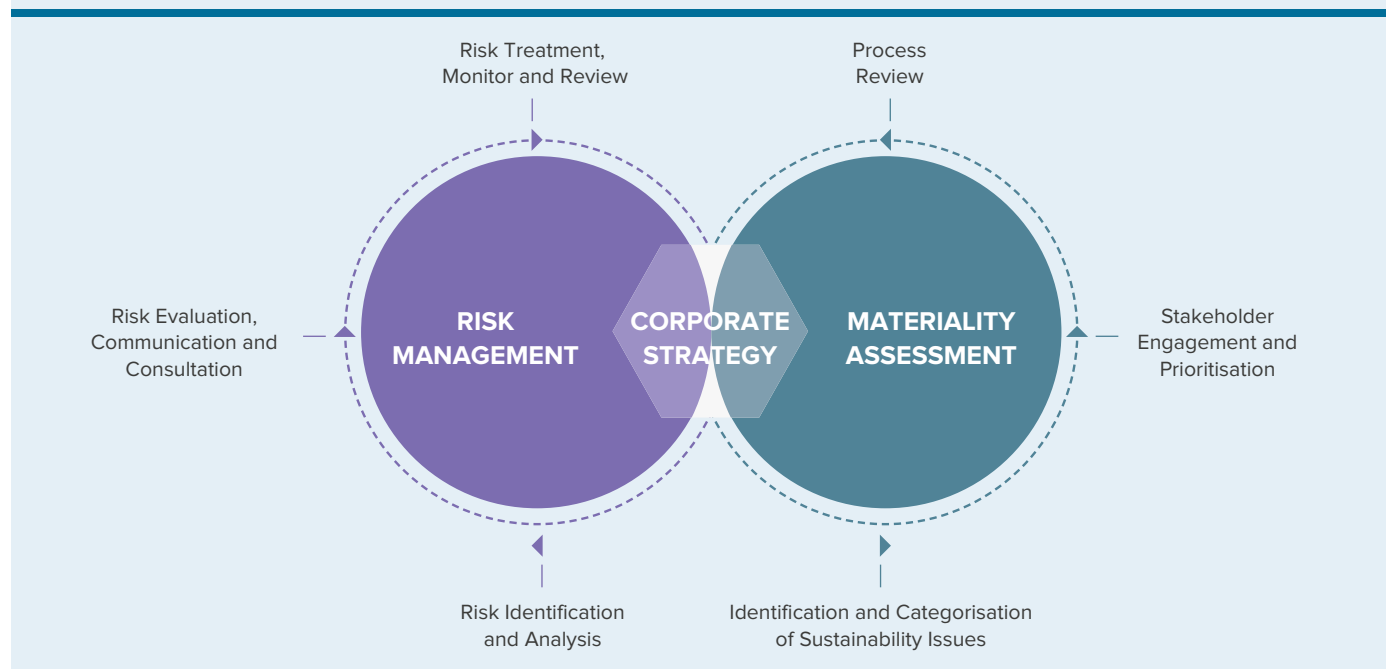 Risk Treatment,
Monitor and Review
Process
Review
Risk Evaluation,
Communication and
Consultation
RISK
MANAGEMENT
CORPORATE
STRATEGY
MATERIALITY
ASSESSMENT
Stakeholder
Engagement and
Prioritisation
Risk Identification
and Analysis
Identification and Categorisation
of Sustainability Issues